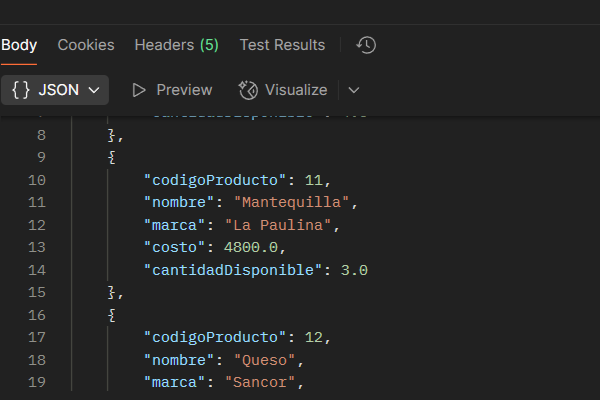 Body Cookies Headers (5) Test Results
{} JSON Preview Visualize
8 },
9 {
10 "codigoProducto": 11,
11 "nombre": "Mantequilla",
12 "marca": "La Paulina",
13 "costo": 4800.0,
14 "cantidadDisponible": 3.0
15 },
16 {
17 "codigoProducto": 12,
18 "nombre": "Queso",
19 "marca": "Sancor",